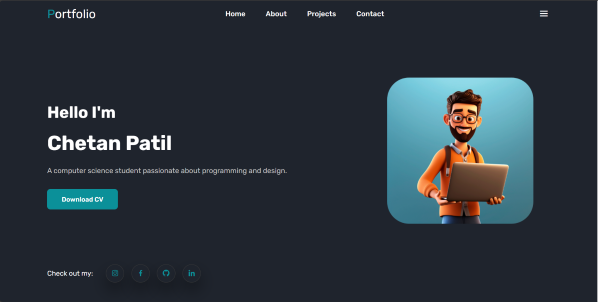 Portfolio
Home About Projects Contact
Hello I'm
Chetan Patil
A computer science student passionate about programming and design.
Download CV
Check out my: